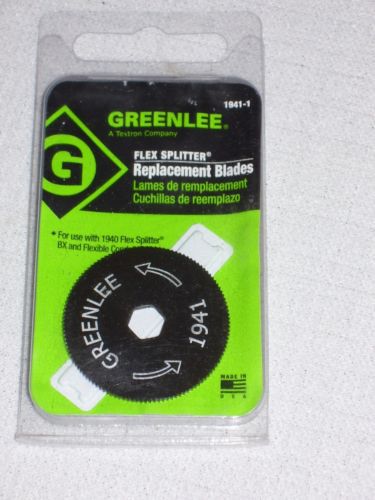 1941-1
GREENLEE®
A Textron Company
G
FLEX SPLITTER®
Replacement Blades
Lames de remplacement
Cuchillas de reemplazo
* For use with 1940 Flex Splitter®
BX and Flexible
GREENLEE
1941
MADE IN
U S A